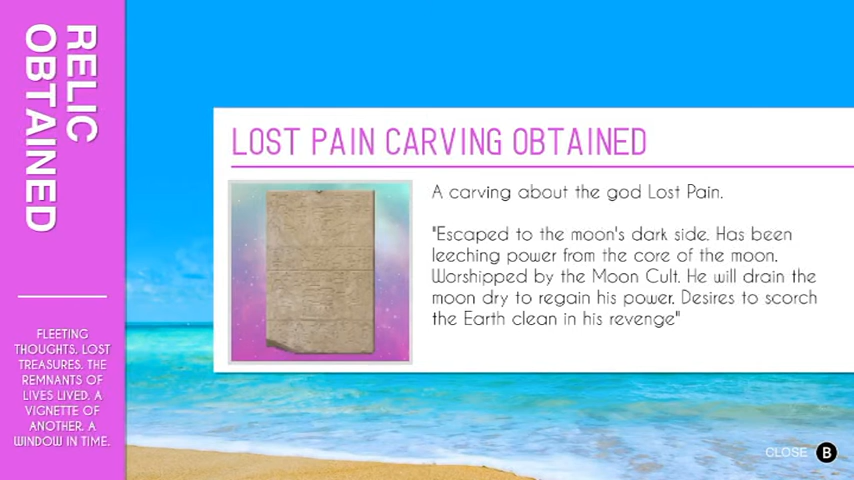 RELIC
OBTAINED
FLEETING
THOUGHTS. LOST
TREASURES. THE
REMNANTS OF
LIVES LIVED. A
VIGNETTE OF
ANOTHER. A
WINDOW IN TIME.
LOST PAIN CARVING OBTAINED
A carving about the god Lost Pain.
"Escaped to the moon's dark side. Has been
leeching power from the core of the moon.
Worshipped by the Moon Cult. He will drain the
moon dry to regain his power. Desires to scorch
the Earth clean in his revenge"
CLOSE B